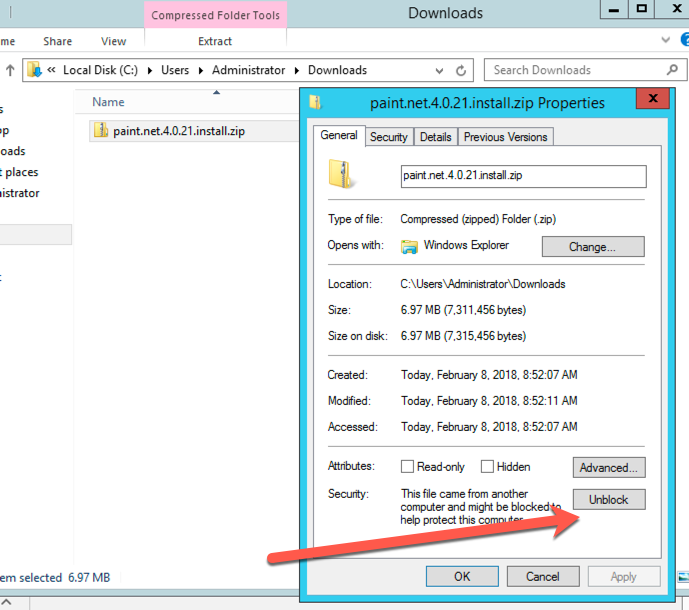 Compressed Folder Tools
Downloads
me Share View Extract
« Local Disk (C:) Users Administrator Downloads
Search Downloads
Name
paint.net.4.0.21.install.zip
oads
t places
istrator
em selected 6.97 MB
paint.net.4.0.21.install.zip Properties
x
General Security Details Previous Versions
paint.net.4.0.21.install.zip
Type of file: Compressed (zipped) Folder (.zip)
Opens with: Windows Explorer Change...
Location: C:\Users\Administrator\Downloads
Size: 6.97 MB (7,311,456 bytes)
Size on disk: 6.97 MB (7,315,456 bytes)
Created: Today, February 8, 2018, 8:52:07 AM
Modified: Today, February 8, 2018, 8:52:11 AM
Accessed: Today, February 8, 2018, 8:52:07 AM
Attributes: Read-only Hidden Advanced...
Security: This file came from another
computer and might be blocked to
help protect this computer
Unblock
OK Cancel Apply